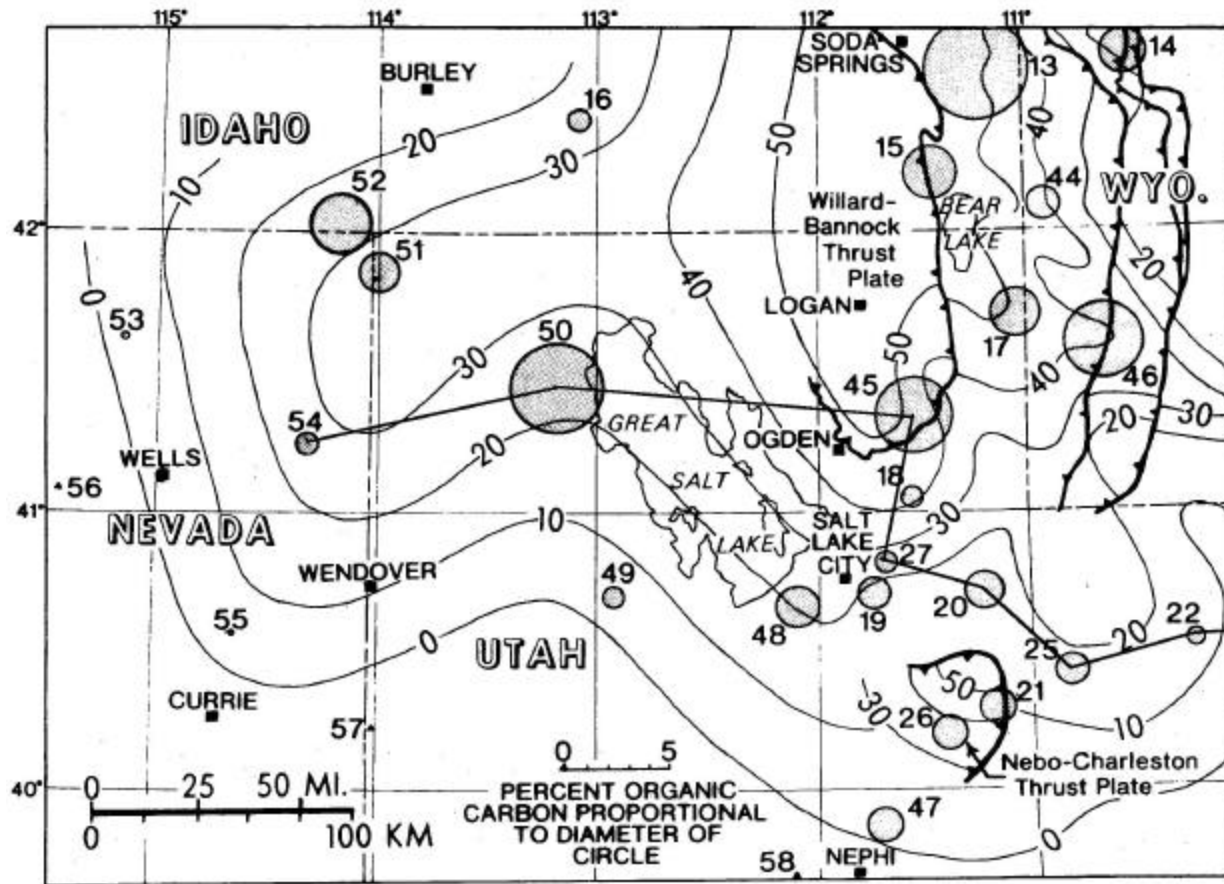 115° 114° 113° 112° 111°
SODA
SPRINGS
13
14
BURLEY
16
IDAHO
20
30
10
50
40
15
44
WYO.
52
Willard-
Bannock
Thrust
Plate
BEAR
LAKE
42°
51
20
40
0
53
LOGAN
50
30
50
17
40
46
45
30
20
54
GREAT
OGDEN
20
WELLS
18
56
SALT
41°
NEVADA
10
LAKE
SALT
LAKE
CITY
30
27
WENDOVER
49
20
22
55
48
19
0
UTAH
25
20
50
21
CURRIE
-30
26
10
57
0 5
Nebo-Charleston
Thrust Plate
40°
0 25 50 MI.
0 100 KM
PERCENT ORGANIC
CARBON PROPORTIONAL
TO DIAMETER OF
CIRCLE
47
0
58
NEPHI